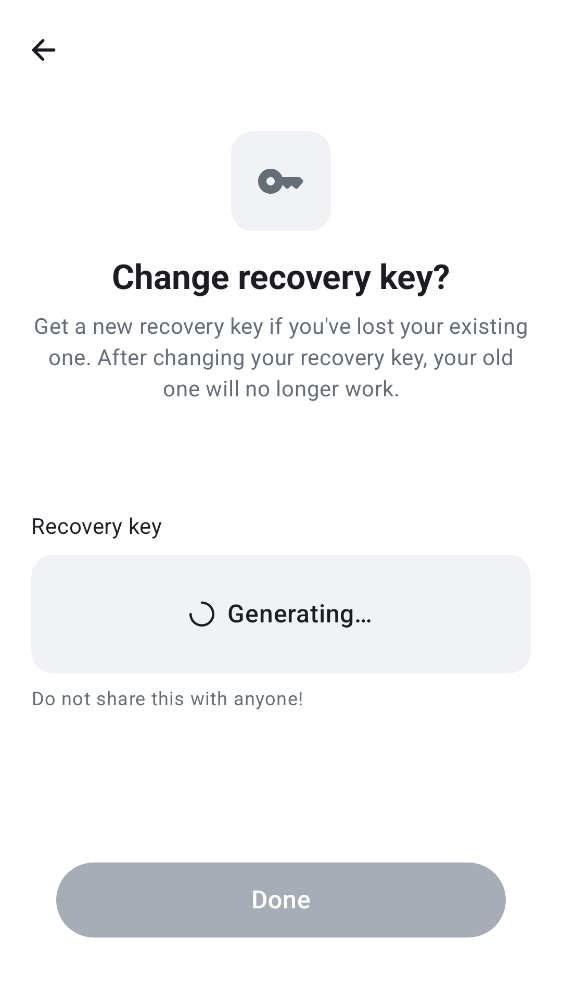 Change recovery key?
Get a new recovery key if you've lost your existing
one. After changing your recovery key, your old
one will no longer work.
Recovery key
Generating…
Do not share this with anyone!
Done